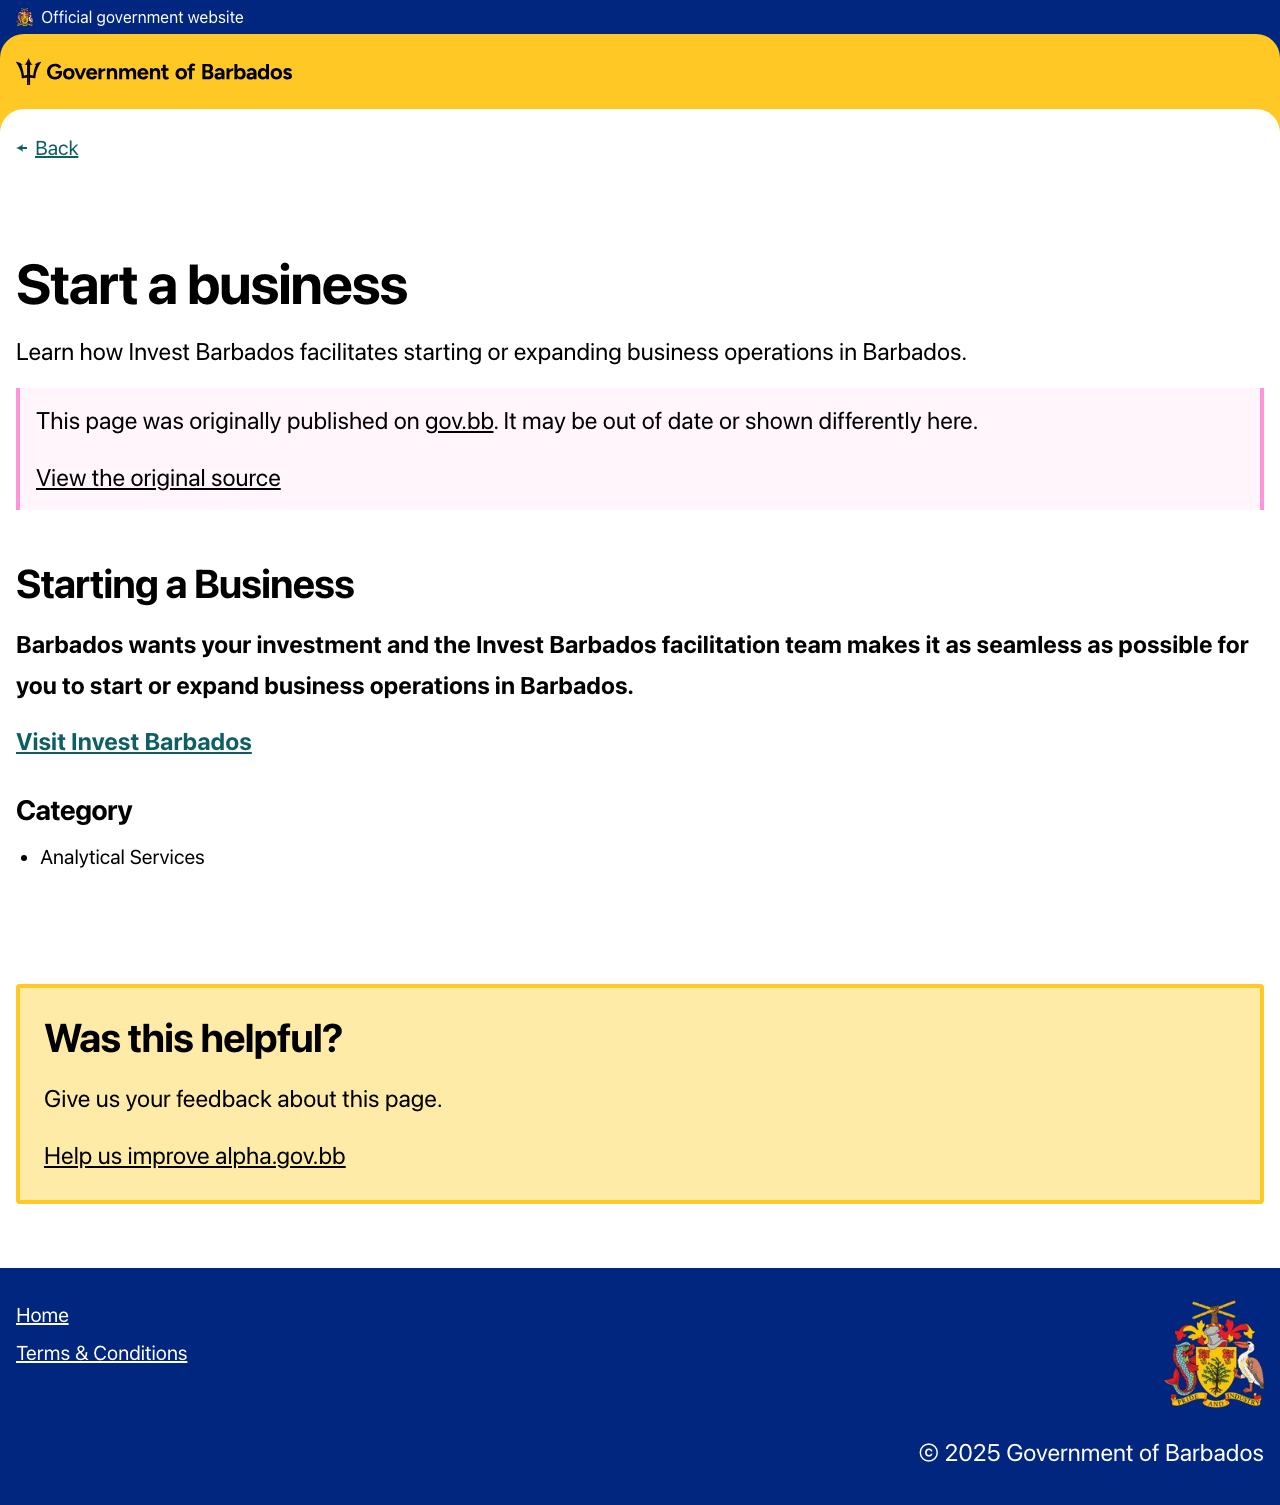 Official government website
Government of Barbados
Back
Start a business
Learn how Invest Barbados facilitates starting or expanding business operations in Barbados.
This page was originally published on gov.bb. It may be out of date or shown differently here.
View the original source
Starting a Business
Barbados wants your investment and the Invest Barbados facilitation team makes it as seamless as possible for
you to start or expand business operations in Barbados.
Visit Invest Barbados
Category
• Analytical Services
Was this helpful?
Give us your feedback about this page.
Help us improve alpha.gov.bb
Home
Terms & Conditions
PRIDE AND INDUSTRY
© 2025 Government of Barbados